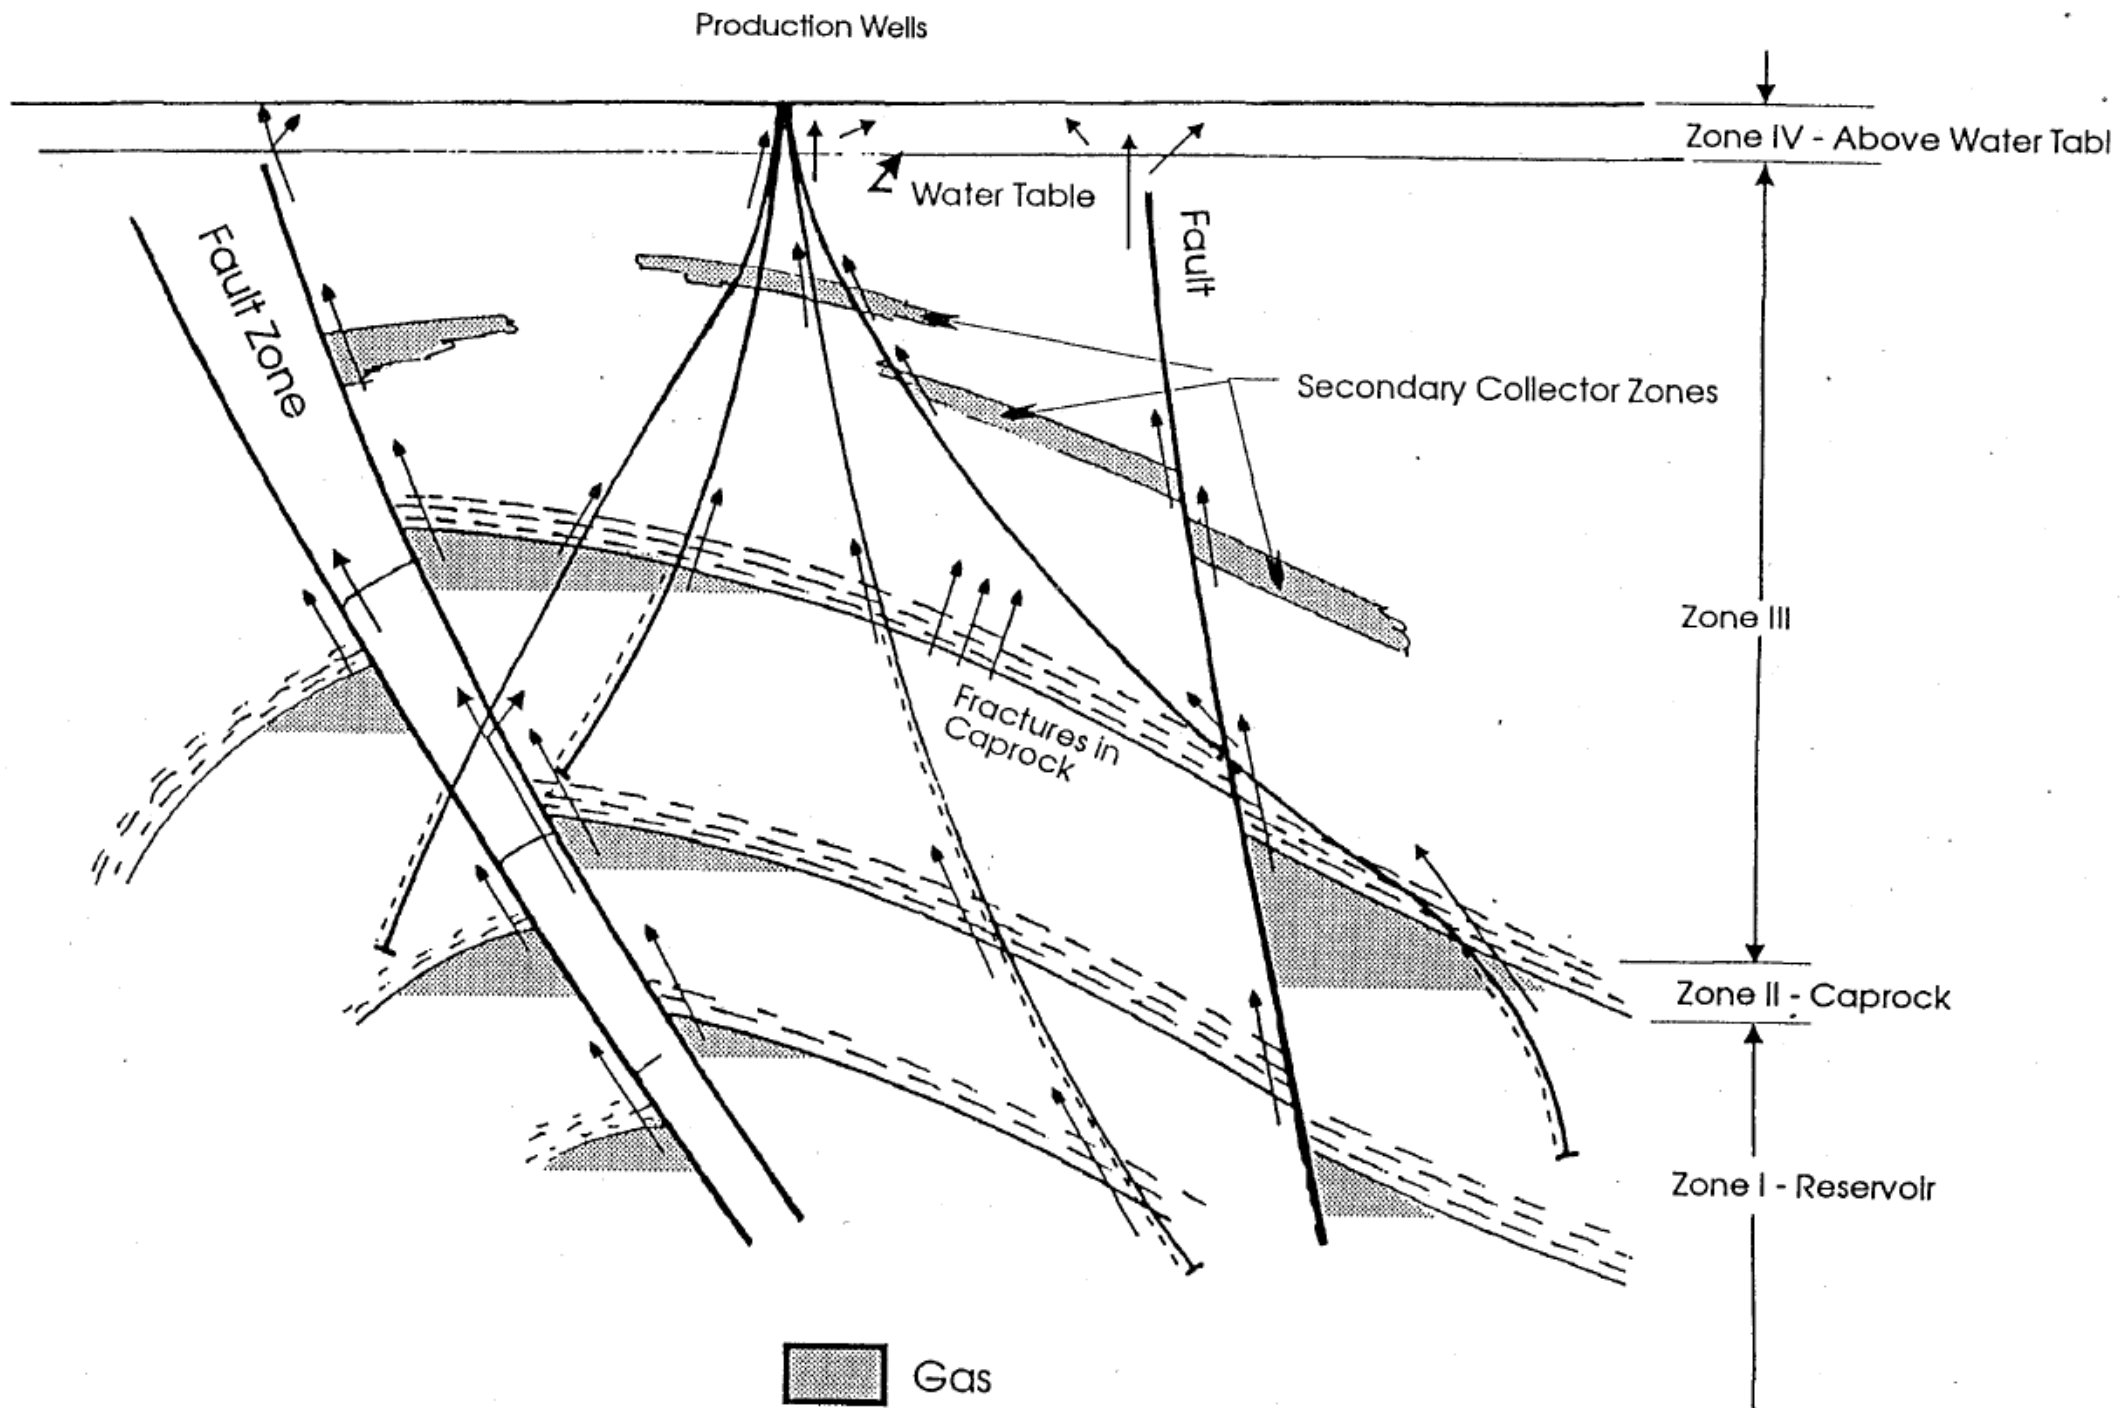 Production Wells
Zone IV - Above Water Tabl
Water Table
Fault Zone
Fault
Secondary Collector Zones
Zone III
Fractures in
Caprock
Zone II - Caprock
Zone I - Reservoir
Gas